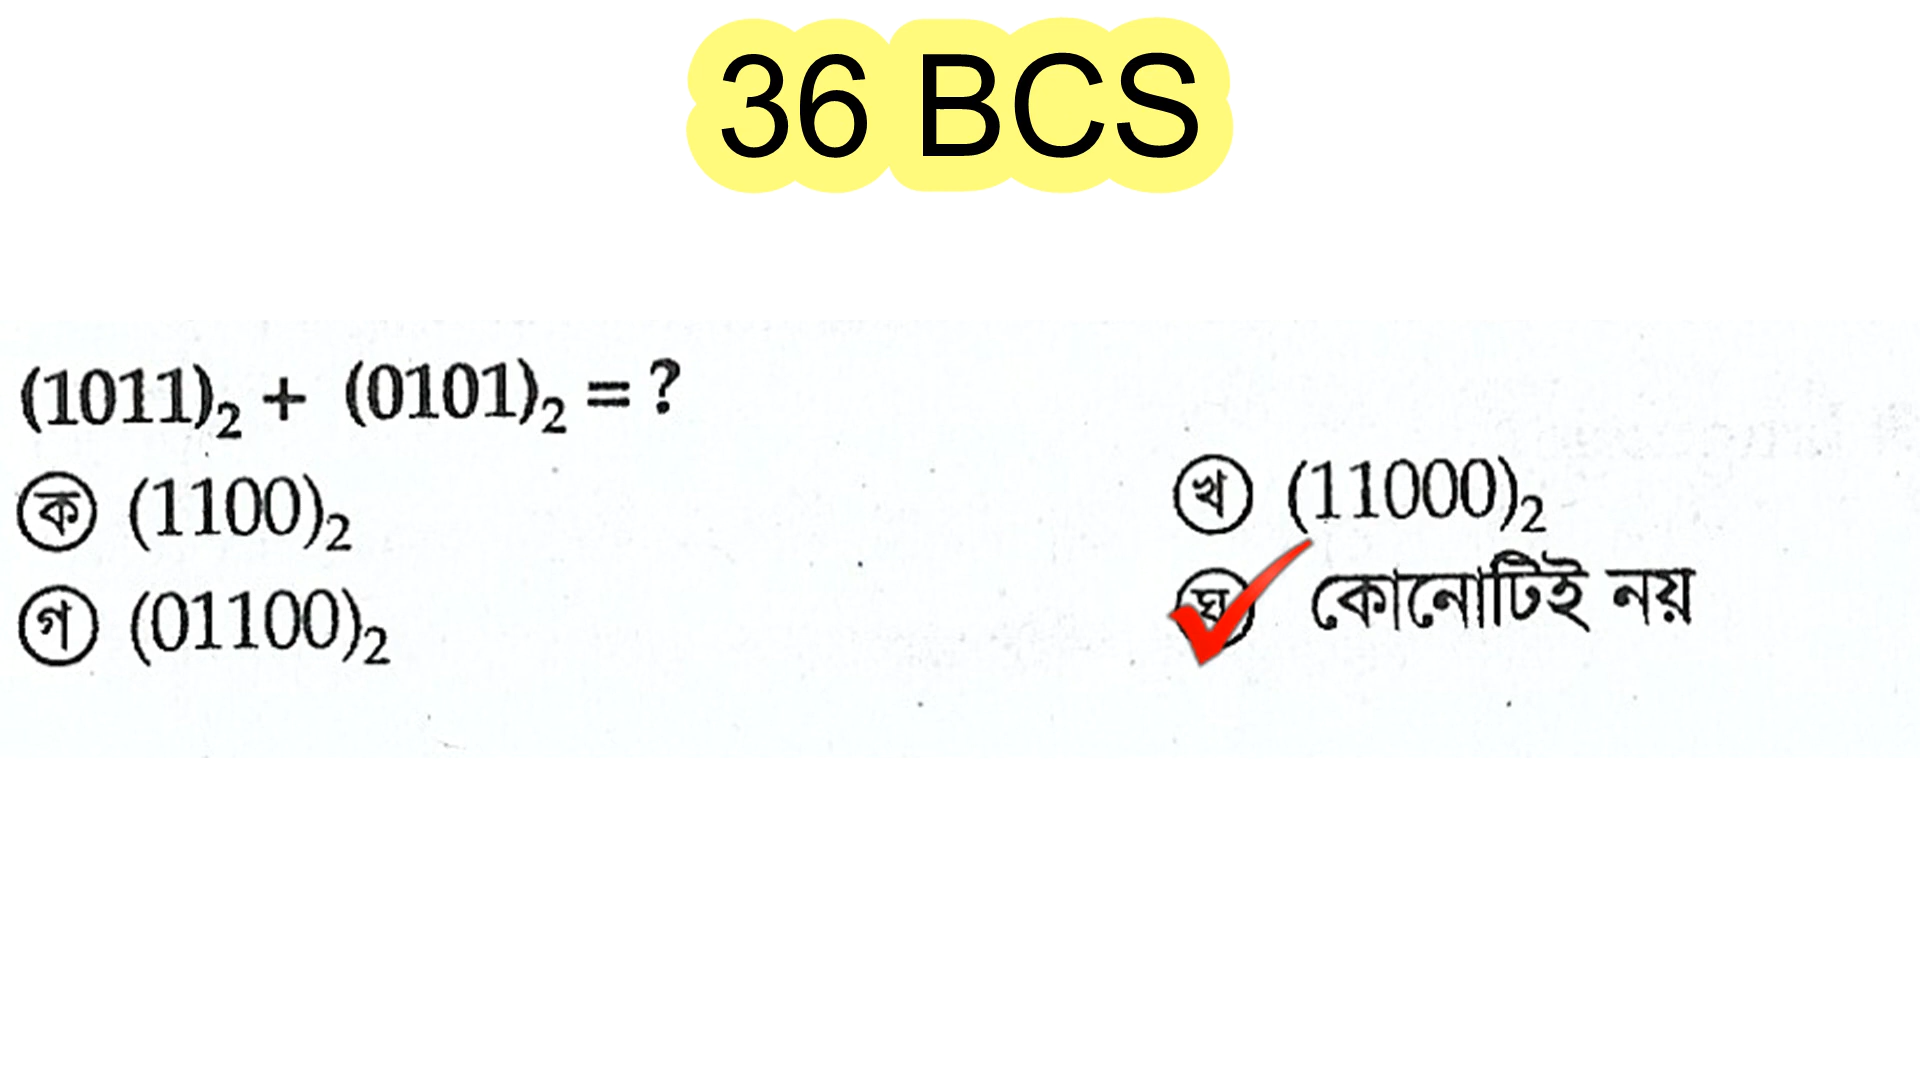 36 BCS
(1011)₂ + (0101)₂ = ?
ক (1100)₂
খ (11000)₂
গ (01100)₂
ঘ কোনোটিই নয়